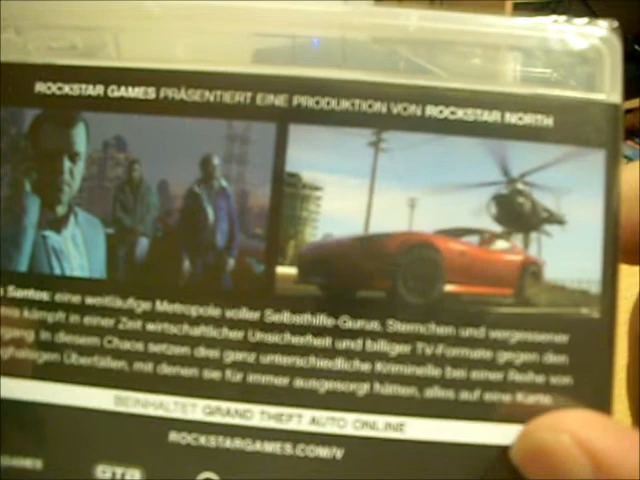 ROCKSTAR GAMES PRÄSENTIERT EINE PRODUKTION VON ROCKSTAR NORTH
Santos: eine weitläufige Metropole voller Selbsthilfe-Gurus, Sternchen und vergessener
kämpft in einer Zeit wirtschaftlicher Unsicherheit und billiger TV-Formate gegen den
In diesem Chaos setzen drei ganz unterschiedliche Kriminelle bei einer Reihe von
Überfällen, mit denen sie für immer ausgesorgt hätten, alles auf eine Karte.
BEINHALTET GRAND THEFT AUTO ONLINE
ROCKSTARGAMES.COM/V
GAMES
GTA